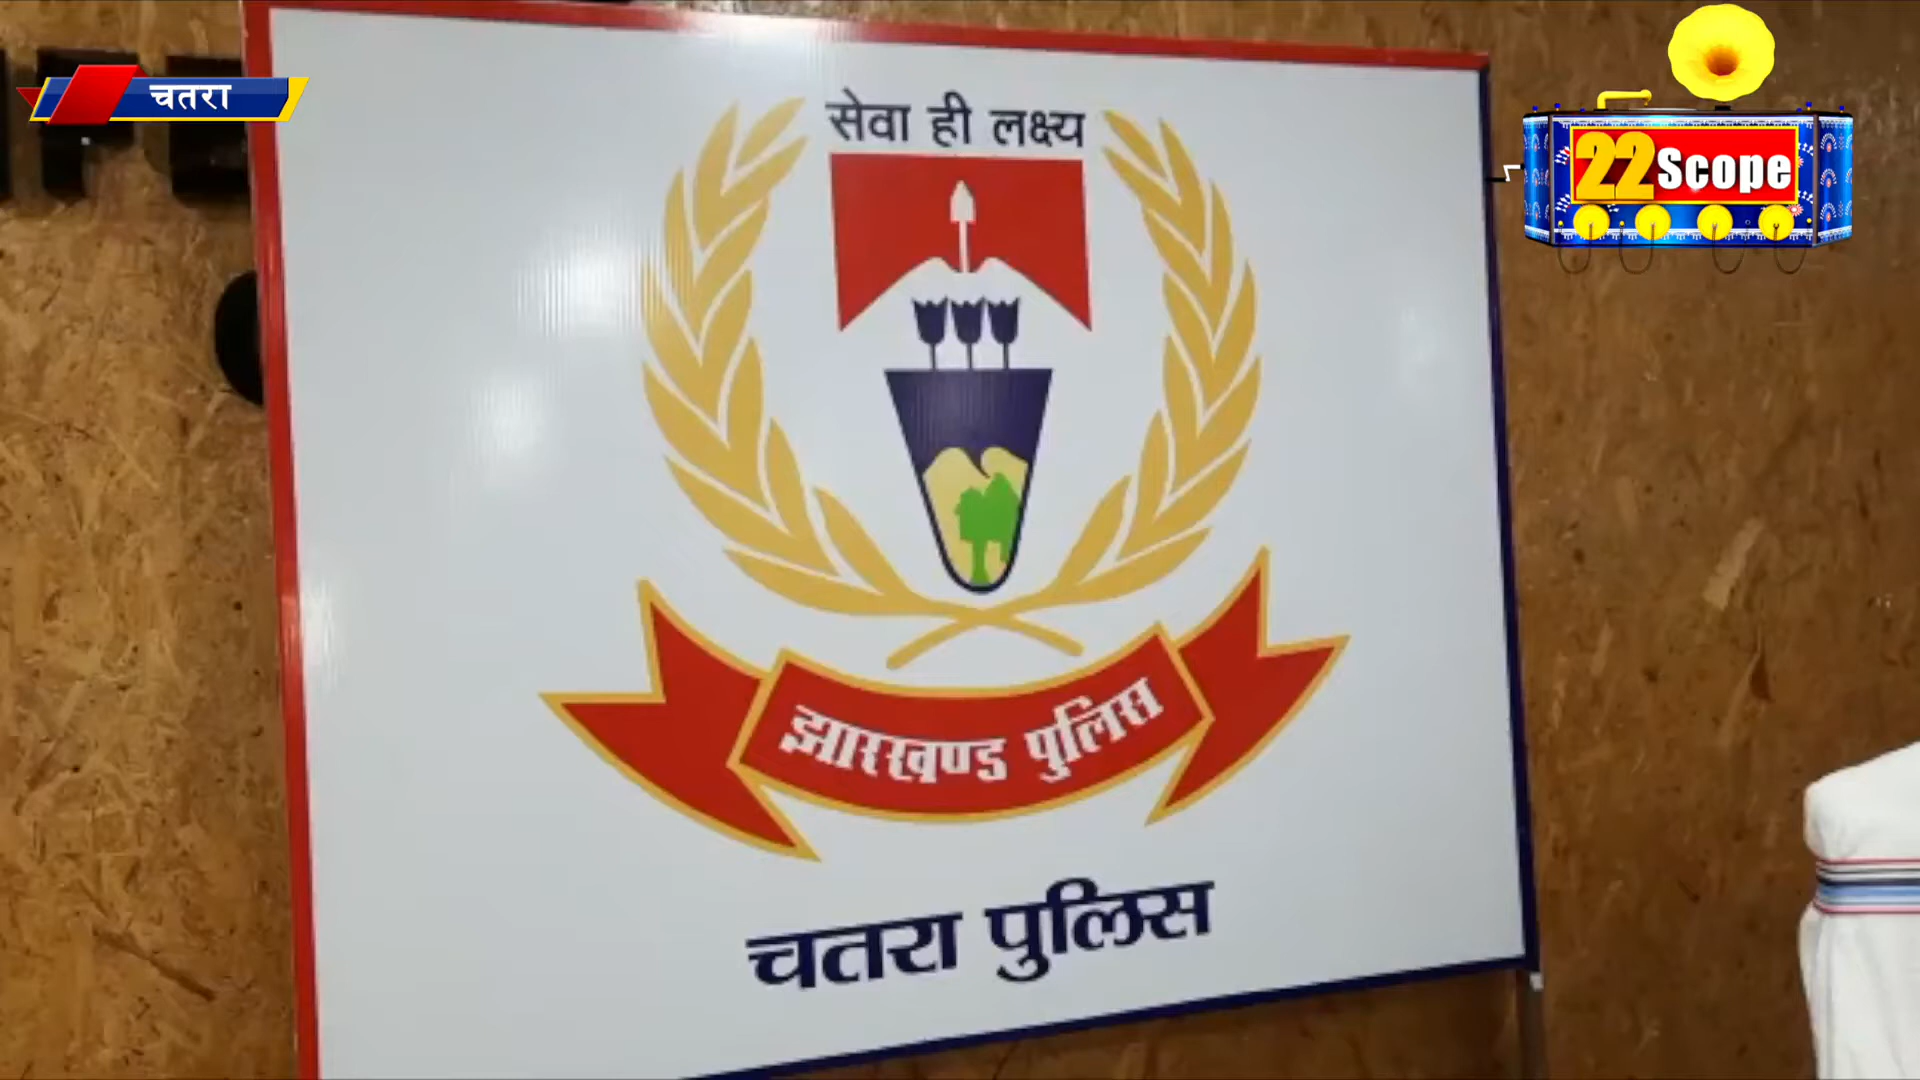 चतरा
22Scope
सेवा ही लक्ष्य
झारखण्ड पुलिस
चतरा पुलिस